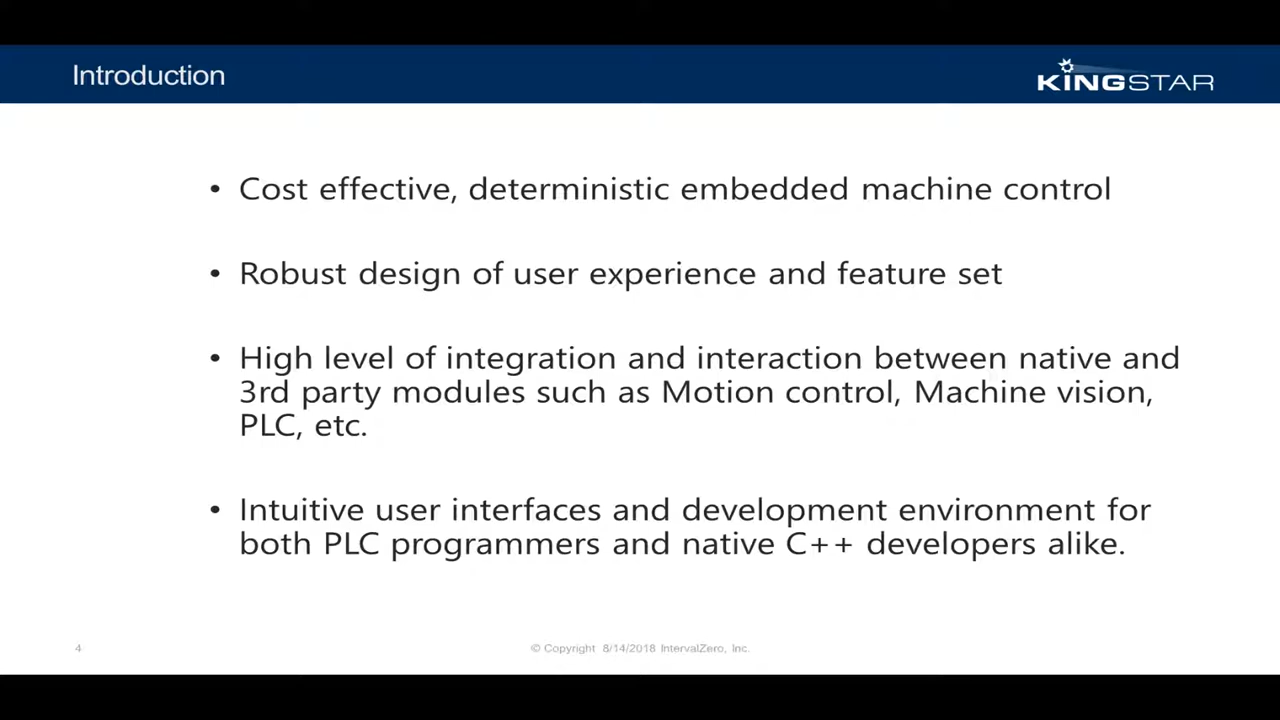 Introduction
KINGSTAR
• Cost effective, deterministic embedded machine control
• Robust design of user experience and feature set
• High level of integration and interaction between native and
3rd party modules such as Motion control, Machine vision,
PLC, etc.
• Intuitive user interfaces and development environment for
both PLC programmers and native C++ developers alike.
4
© Copyright 8/14/2018 IntervalZero, Inc.